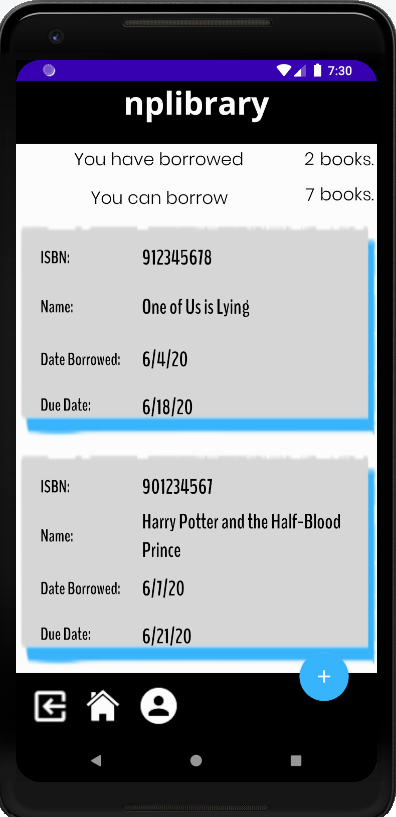 7:30
nplibrary
You have borrowed 2 books.
You can borrow 7 books.
ISBN: 912345678
Name: One of Us is Lying
Date Borrowed: 6/4/20
Due Date: 6/18/20
ISBN: 901234567
Name: Harry Potter and the Half-Blood
Prince
Date Borrowed: 6/7/20
Due Date: 6/21/20
+